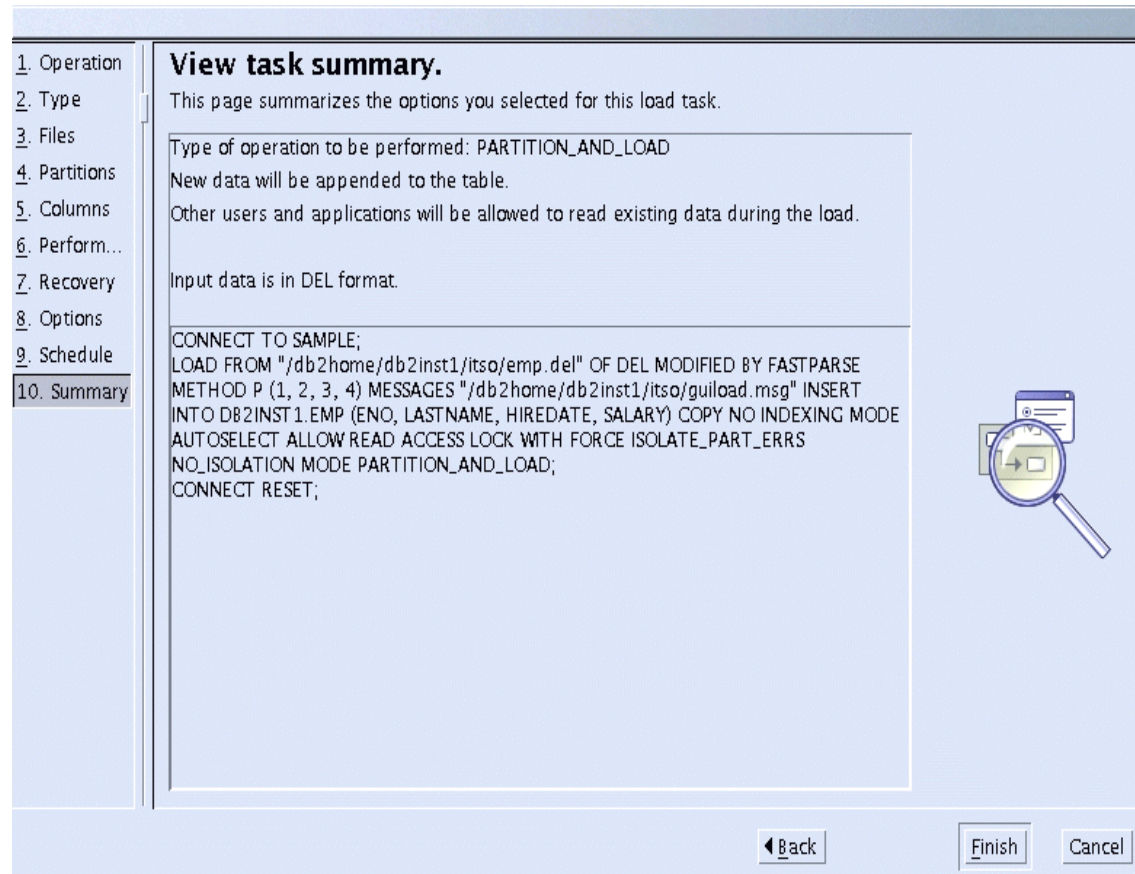 1. Operation
2. Type
3. Files
4. Partitions
5. Columns
6. Perform...
7. Recovery
8. Options
9. Schedule
10. Summary
View task summary.
This page summarizes the options you selected for this load task.
Type of operation to be performed: PARTITION_AND_LOAD
New data will be appended to the table.
Other users and applications will be allowed to read existing data during the load.
Input data is in DEL format.
CONNECT TO SAMPLE;
LOAD FROM "/db2home/db2inst1/itso/emp.del" OF DEL MODIFIED BY FASTPARSE
METHOD P (1, 2, 3, 4) MESSAGES "/db2home/db2inst1/itso/guiload.msg" INSERT
INTO DB2INST1.EMP (ENO, LASTNAME, HIREDATE, SALARY) COPY NO INDEXING MODE
AUTOSELECT ALLOW READ ACCESS LOCK WITH FORCE ISOLATE_PART_ERRS
NO_ISOLATION MODE PARTITION_AND_LOAD;
CONNECT RESET;
Back
Finish
Cancel